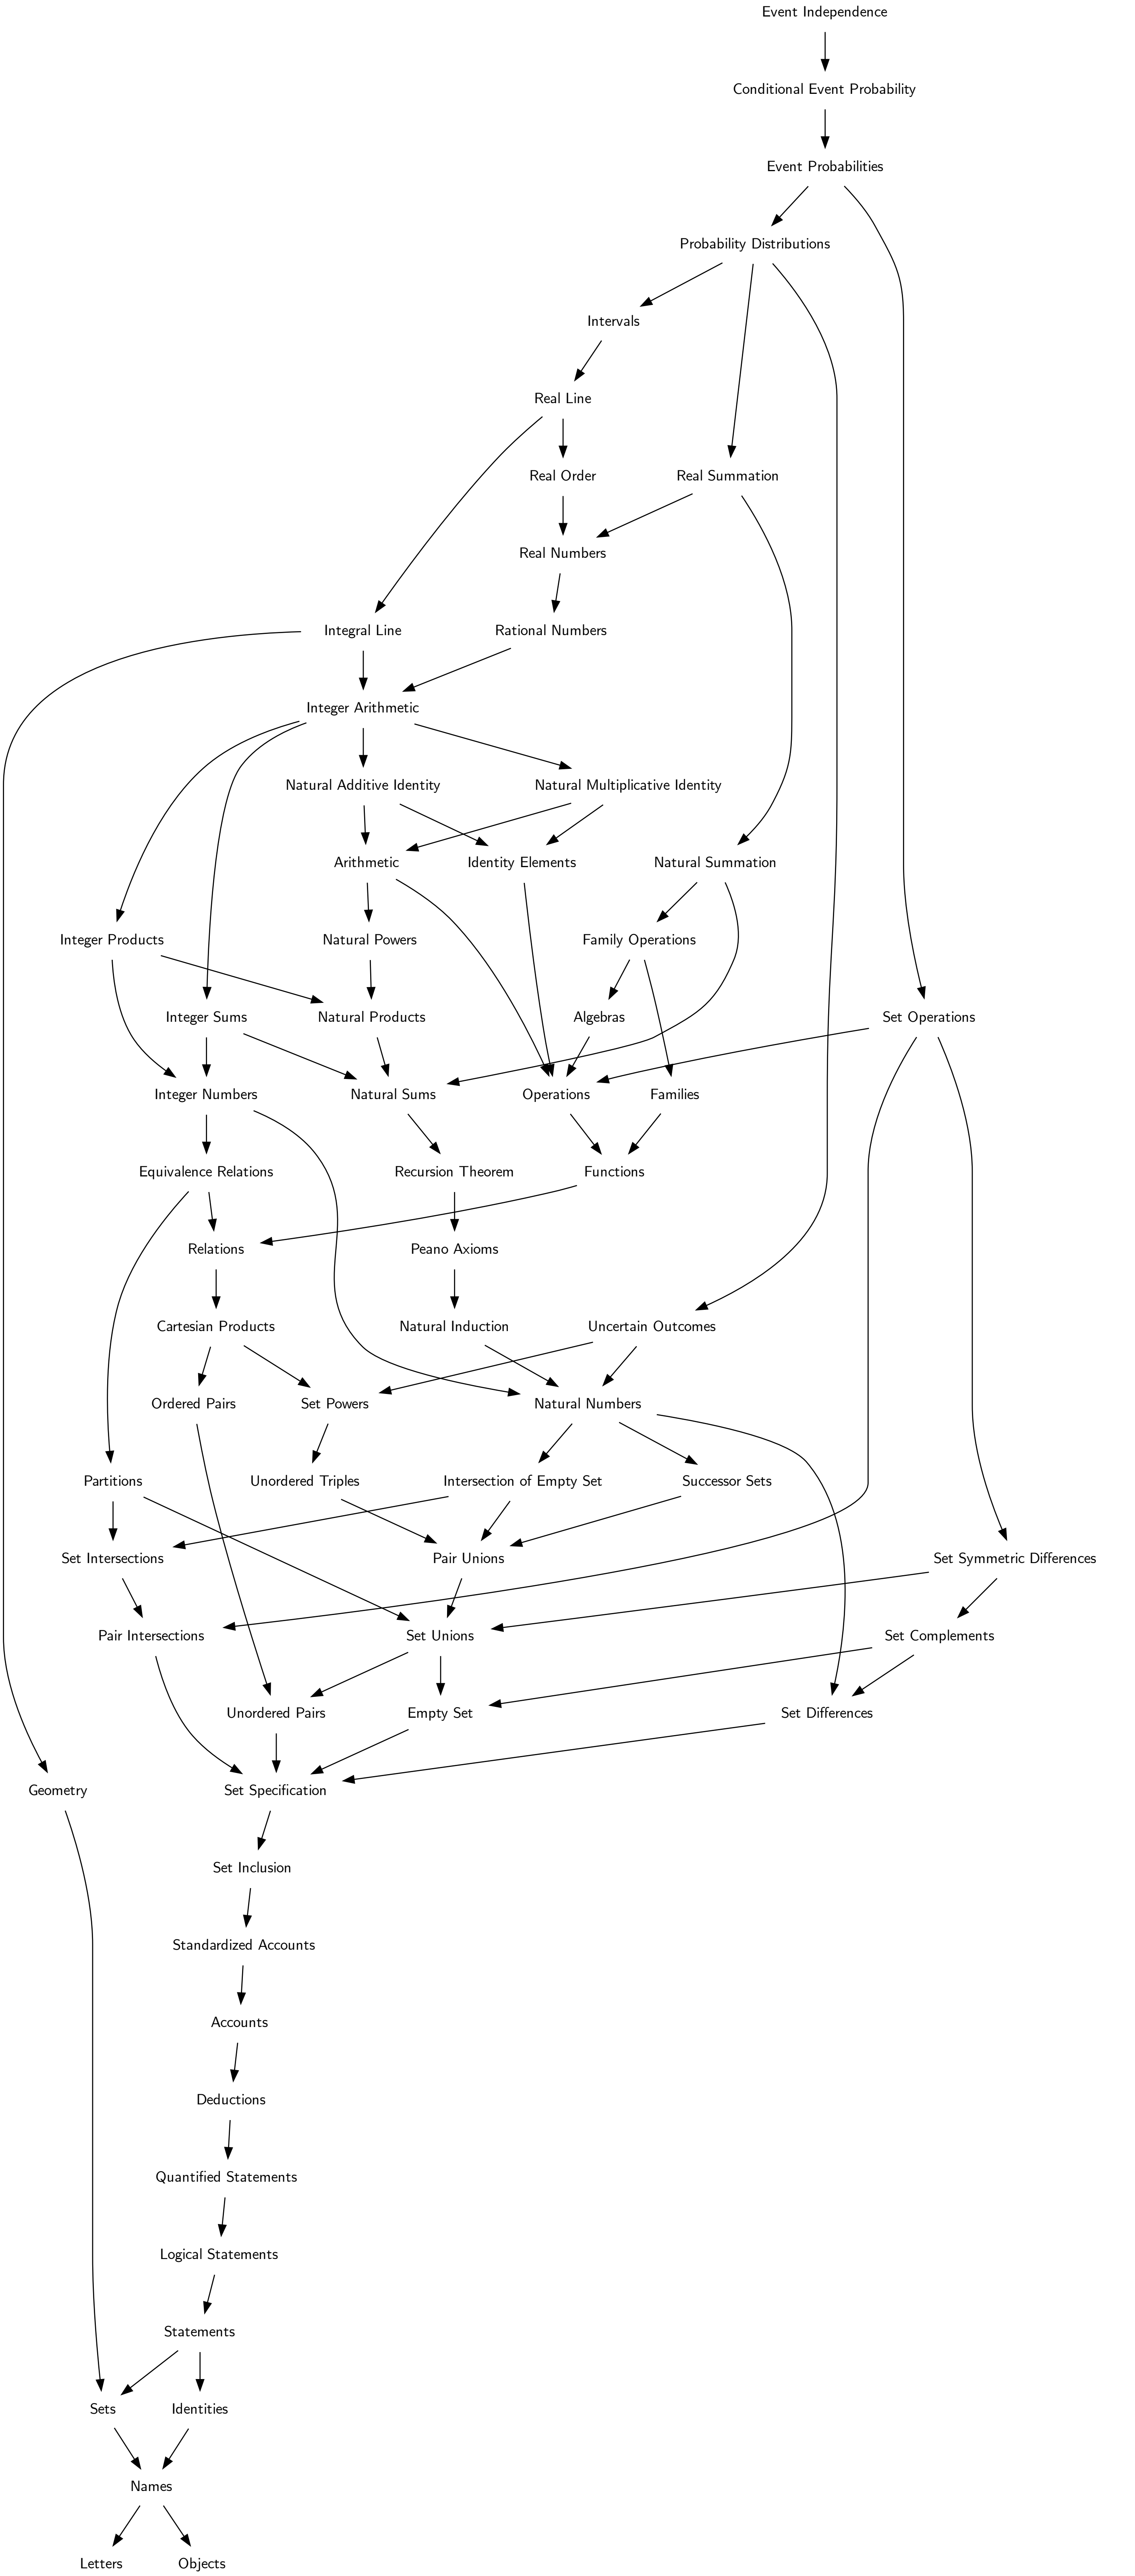 Event Independence
Conditional Event Probability
Event Probabilities
Probability Distributions
Intervals
Real Line
Real Order
Real Summation
Real Numbers
Integral Line
Rational Numbers
Integer Arithmetic
Natural Additive Identity
Natural Multiplicative Identity
Arithmetic
Identity Elements
Natural Summation
Integer Products
Natural Powers
Family Operations
Integer Sums
Natural Products
Algebras
Set Operations
Integer Numbers
Natural Sums
Operations
Families
Equivalence Relations
Recursion Theorem
Functions
Relations
Peano Axioms
Cartesian Products
Natural Induction
Uncertain Outcomes
Ordered Pairs
Set Powers
Natural Numbers
Partitions
Unordered Triples
Intersection of Empty Set
Successor Sets
Set Intersections
Pair Unions
Set Symmetric Differences
Pair Intersections
Set Unions
Set Complements
Unordered Pairs
Empty Set
Set Differences
Geometry
Set Specification
Set Inclusion
Standardized Accounts
Accounts
Deductions
Quantified Statements
Logical Statements
Statements
Sets
Identities
Names
Letters
Objects